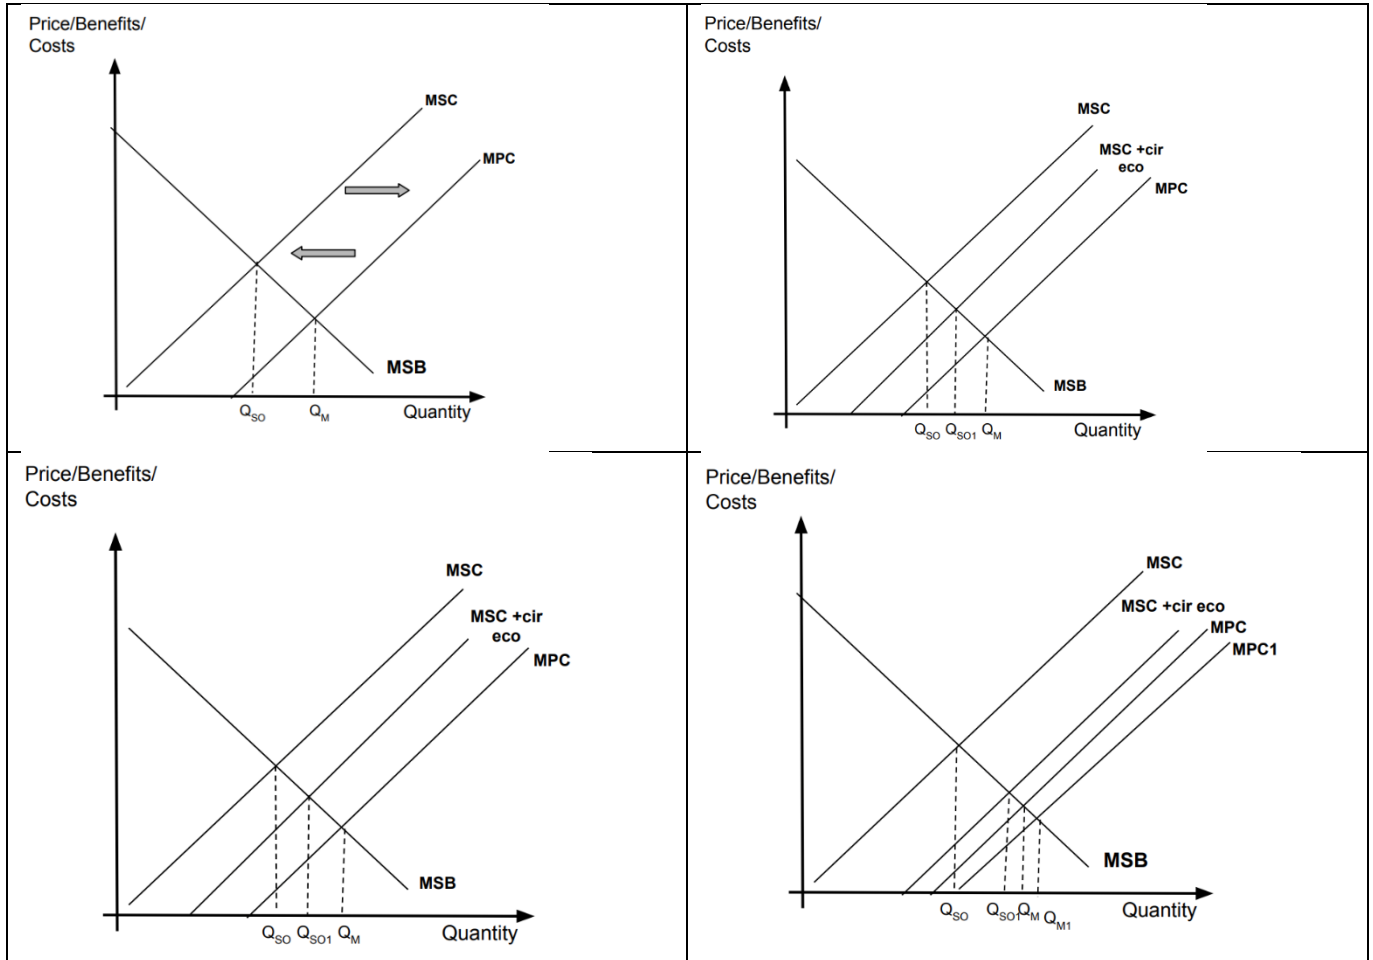 Price/Benefits/
Costs
MSC
MPC
MSB
QSO
QM
Quantity
Price/Benefits/
Costs
MSC
MSC +cir
eco
MPC
MSB
QSO
QSO1
QM
Quantity
Price/Benefits/
Costs
MSC
MSC +cir
eco
MPC
MSB
QSO
QSO1
QM
Quantity
Price/Benefits/
Costs
MSC
MSC +cir eco
MPC
MPC1
MSB
QSO
QSO1
QM
QM1
Quantity